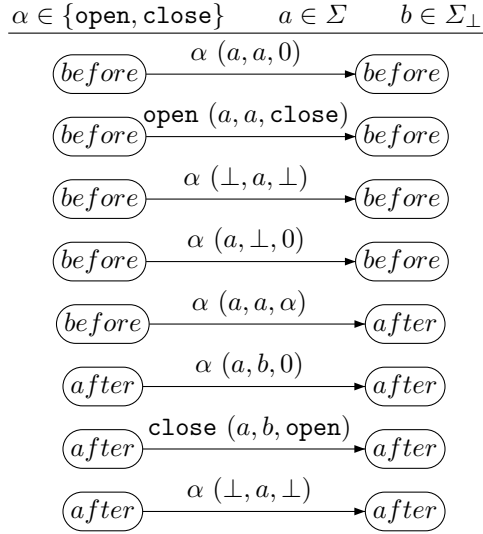 α ∈ {open, close} a ∈ Σ b ∈ Σ⊥
α (a, a, 0)
before before
open (a, a, close)
before before
α (⊥, a, ⊥)
before before
α (a, ⊥, 0)
before before
α (a, a, α)
before after
α (a, b, 0)
after after
close (a, b, open)
after after
α (⊥, a, ⊥)
after after